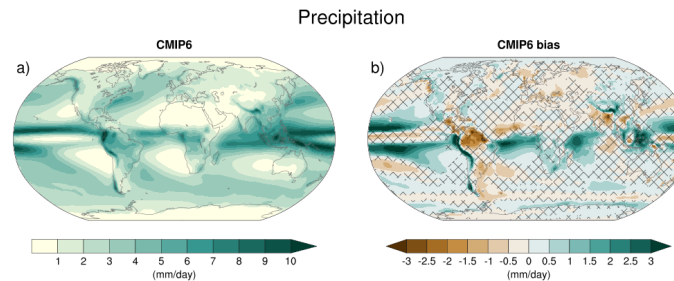 Precipitation
CMIP6
CMIP6 bias
a)
b)
1 2 3 4 5 6 7 8 9 10
(mm/day)
-3 -2.5 -2 -1.5 -1 -0.5 0 0.5 1 1.5 2 2.5 3
(mm/day)